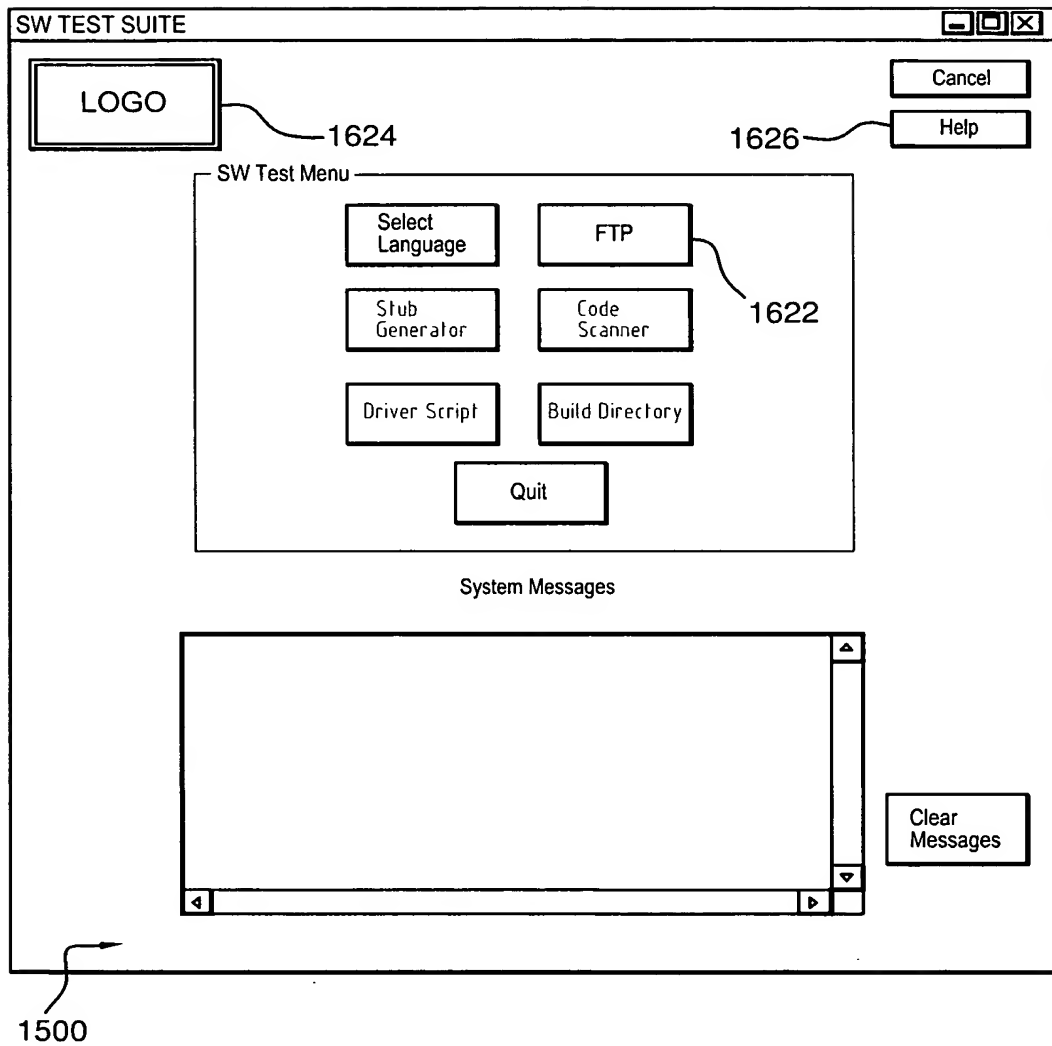 SW TEST SUITE
LOGO
1624
Cancel
1626
Help
SW Test Menu
Select
Language
FTP
1622
Stub
Generator
Code
Scanner
Driver Script
Build Directory
Quit
System Messages
Clear
Messages
1500